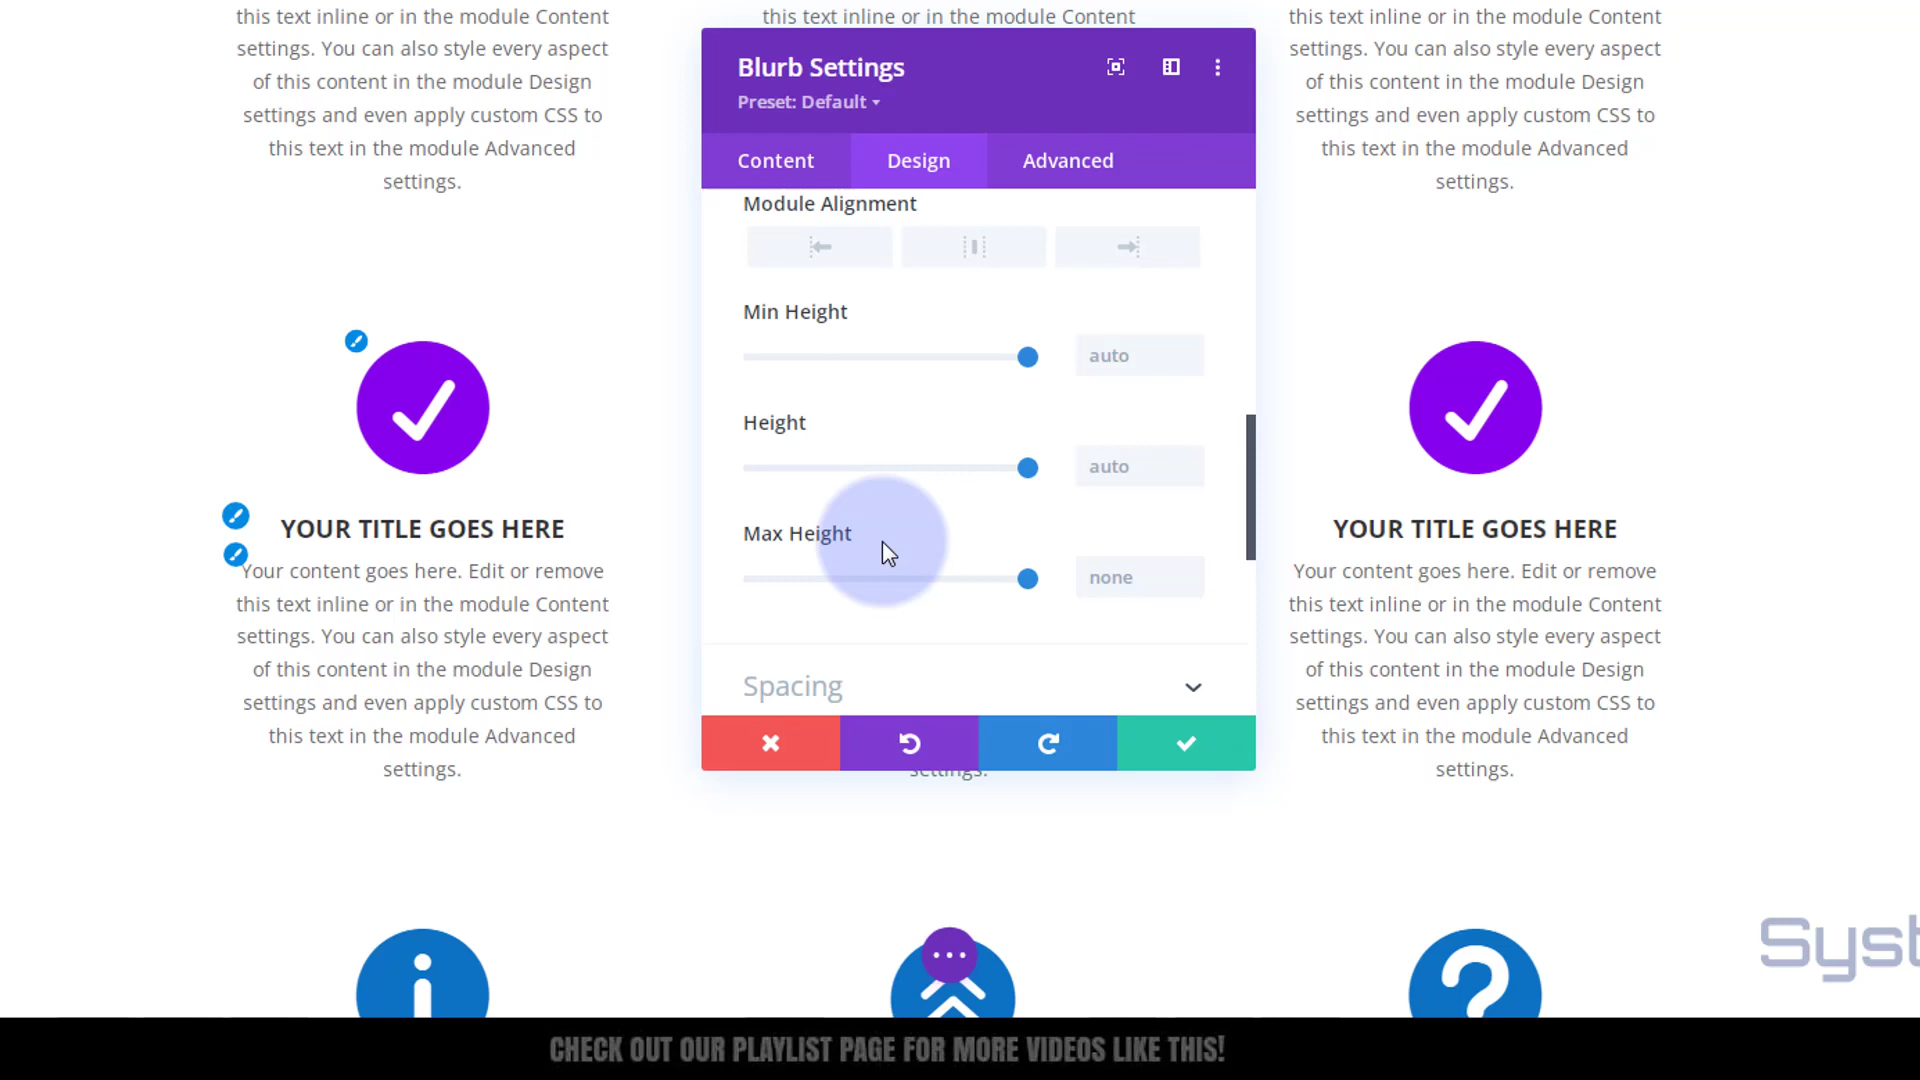 this text inline or in the module Content
settings. You can also style every aspect
of this content in the module Design
settings and even apply custom CSS to
this text in the module Advanced
settings.
this text inline or in the module Content
this text inline or in the module Content
settings. You can also style every aspect
of this content in the module Design
settings and even apply custom CSS to
this text in the module Advanced
settings.
Blurb Settings
Preset: Default
Content Design Advanced
Module Alignment
Min Height
auto
Height
auto
Max Height
none
Spacing
settings.
YOUR TITLE GOES HERE
Your content goes here. Edit or remove
this text inline or in the module Content
settings. You can also style every aspect
of this content in the module Design
settings and even apply custom CSS to
this text in the module Advanced
settings.
YOUR TITLE GOES HERE
Your content goes here. Edit or remove
this text inline or in the module Content
settings. You can also style every aspect
of this content in the module Design
settings and even apply custom CSS to
this text in the module Advanced
settings.
Syst
CHECK OUT OUR PLAYLIST PAGE FOR MORE VIDEOS LIKE THIS!